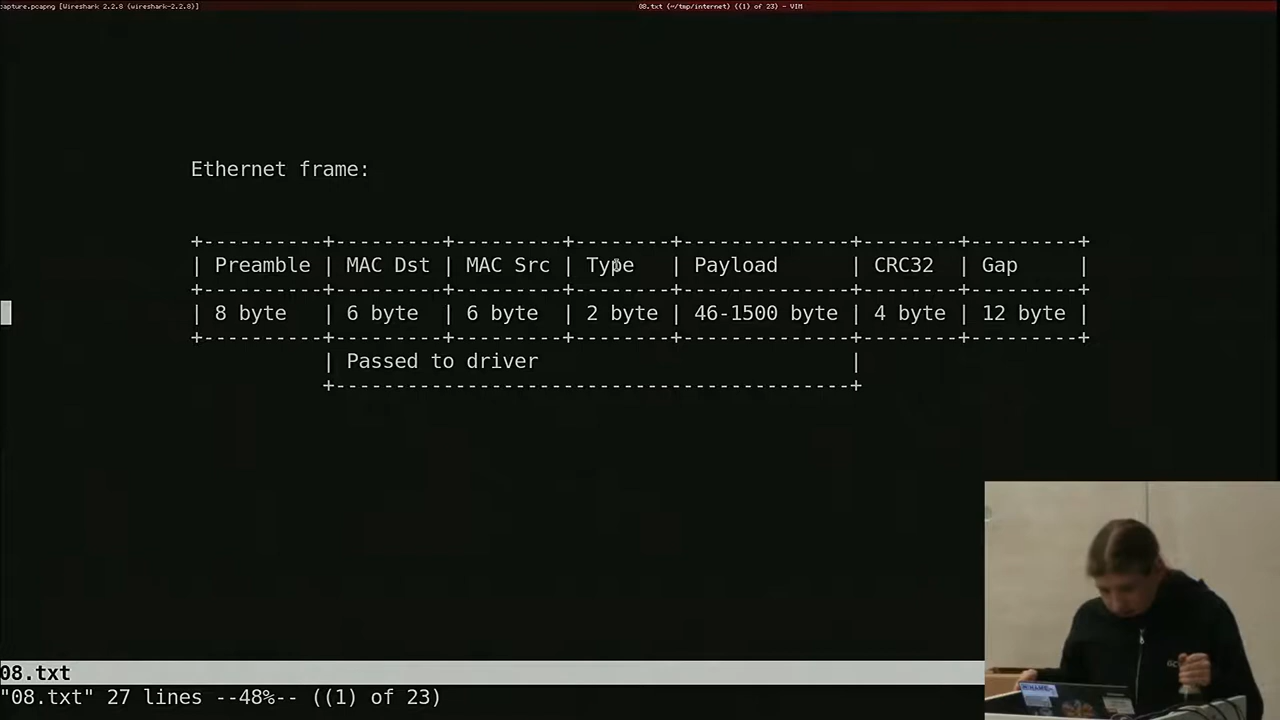 capture.pcapng [Wireshark 2.2.8 (wireshark-2.2.8)]
08.txt (~/tmp/internet) ((1) of 23) - VIM
Ethernet frame:
+----------+---------+---------+--------+--------------+--------+---------+
| Preamble | MAC Dst | MAC Src | Type   | Payload      | CRC32  | Gap     |
+----------+---------+---------+--------+--------------+--------+---------+
| 8 byte   | 6 byte  | 6 byte  | 2 byte | 46-1500 byte | 4 byte | 12 byte |
+----------+---------+---------+--------+--------------+--------+---------+
| Passed to driver                          |
+-------------------------------------------+
08.txt
"08.txt" 27 lines --48%-- ((1) of 23)